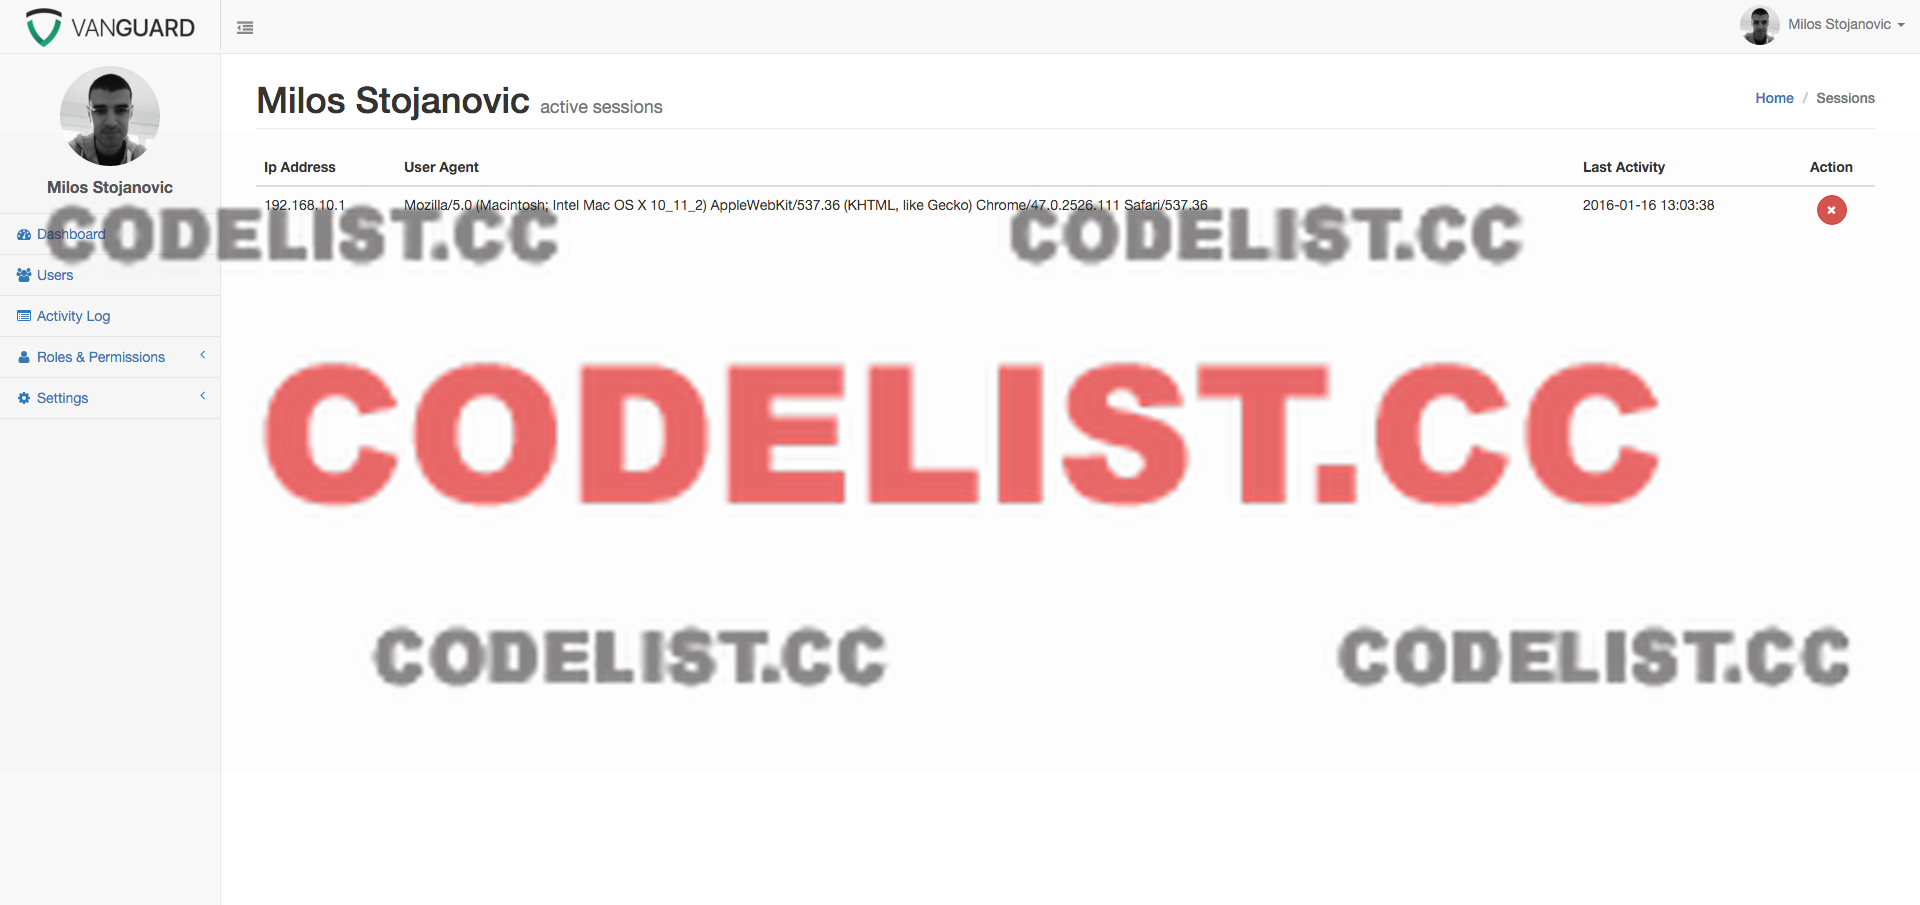 VANGUARD
Milos Stojanovic
Milos Stojanovic active sessions
Home / Sessions
Milos Stojanovic
Ip Address User Agent Last Activity Action
192.168.10.1 Mozilla/5.0 (Macintosh; Intel Mac OS X 10_11_2) AppleWebKit/537.36 (KHTML, like Gecko) Chrome/47.0.2526.111 Safari/537.36 2016-01-16 13:03:38
Dashboard
Users
Activity Log
Roles & Permissions
Settings
CODELIST.CC
CODELIST.CC
CODELIST.CC
CODELIST.CC
CODELIST.CC